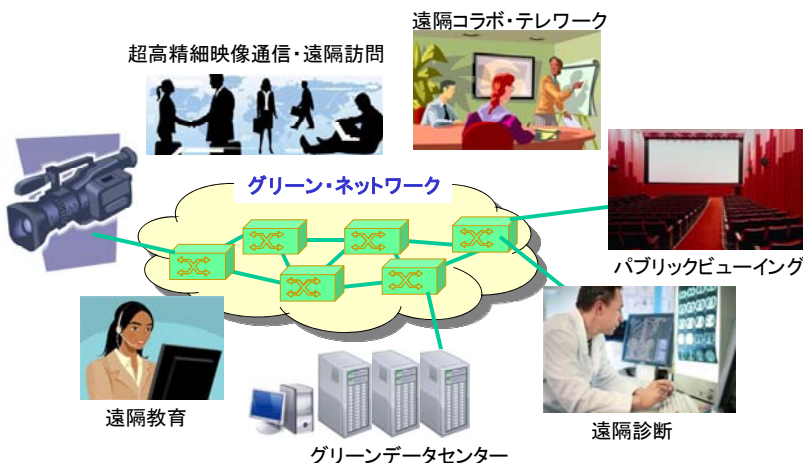 遠隔コラボ・テレワーク
超高精細映像通信・遠隔訪問
グリーン・ネットワーク
パブリックビューイング
遠隔教育
遠隔診断
グリーンデータセンター